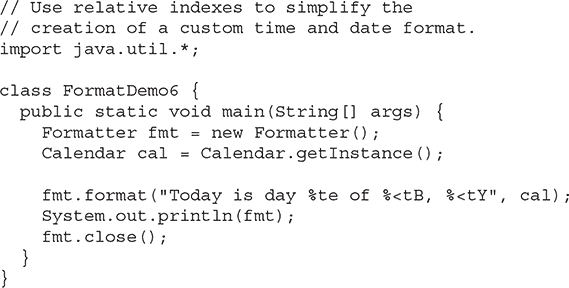 // Use relative indexes to simplify the
// creation of a custom time and date format.
import java.util.*;

class FormatDemo6 {
  public static void main(String[] args) {
    Formatter fmt = new Formatter();
    Calendar cal = Calendar.getInstance();

    fmt.format("Today is day %te of %<tB, %<tY", cal);
    System.out.println(fmt);
    fmt.close();
  }
}